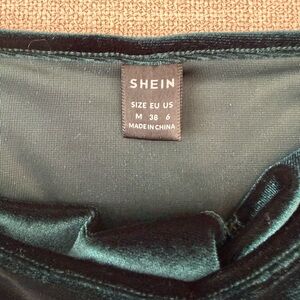 SHEIN
SIZE EU US
M 38 6
MADE IN CHINA